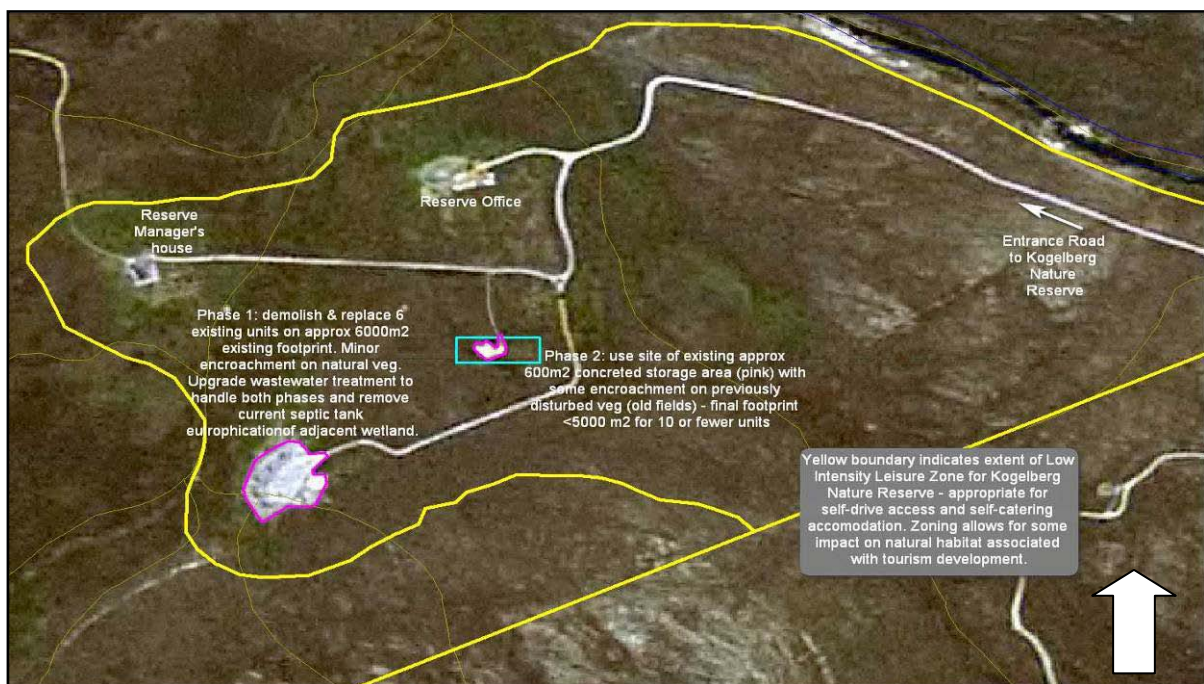 Reserve Office
Reserve
Manager's
house
Entrance Road
to Kogelberg
Nature
Reserve
Phase 1: demolish & replace 6
existing units on approx 6000m2
existing footprint. Minor
encroachment on natural veg.
Upgrade wastewater treatment to
handle both phases and remove
current septic tank
eutrophicationof adjacent wetland.
Phase 2: use site of existing approx
600m2 concreted storage area (pink) with
some encroachment on previously
disturbed veg (old fields) - final footprint
<5000 m2 for 10 or fewer units
Yellow boundary indicates extent of Low
Intensity Leisure Zone for Kogelberg
Nature Reserve - appropriate for
self-drive access and self-catering
accomodation. Zoning allows for some
impact on natural habitat associated
with tourism development.